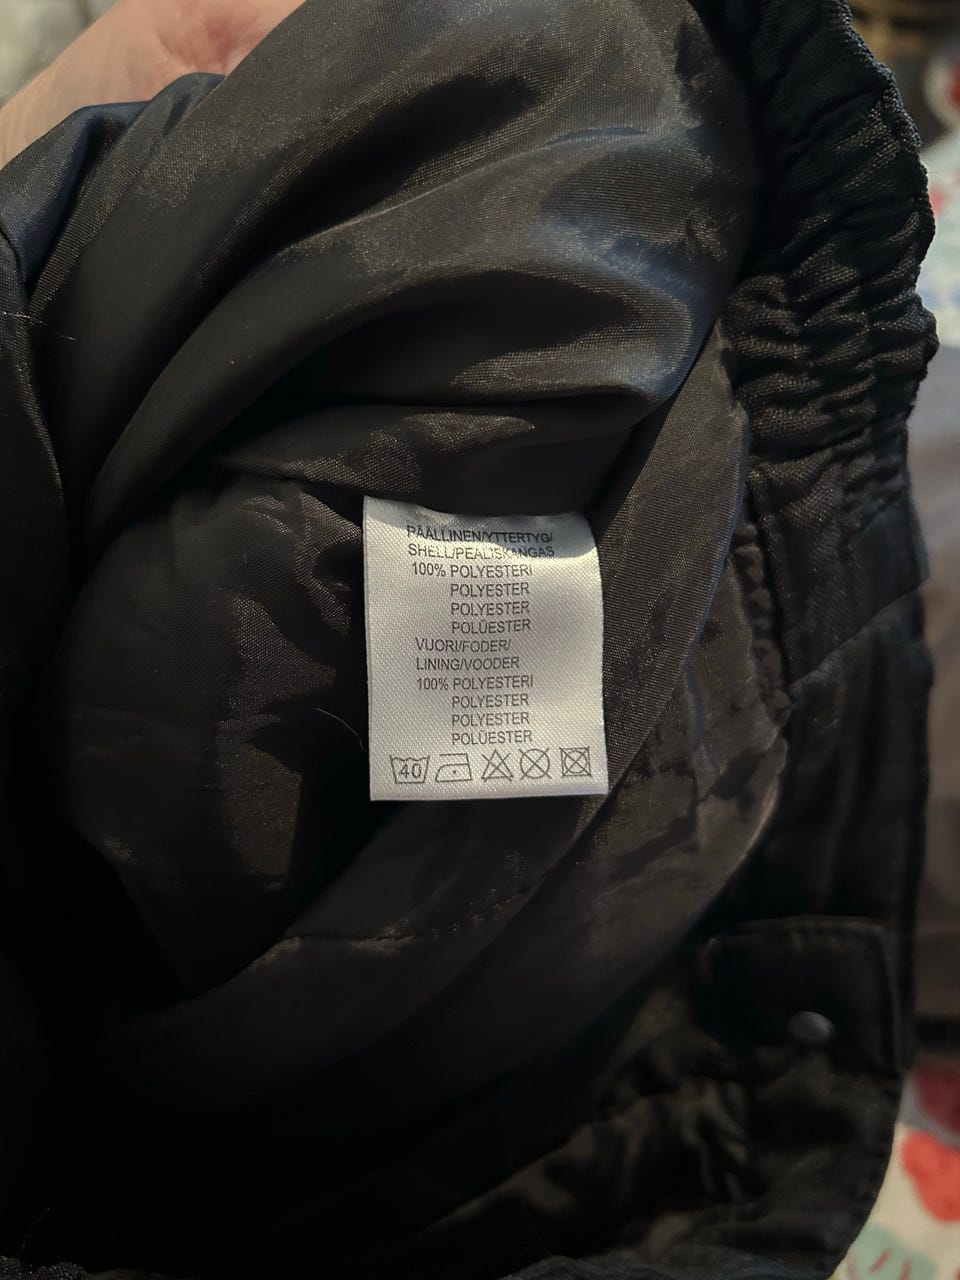 PÄÄLLINEN/YTTERTYG/
SHELL/PEALISKANGAS
100% POLYESTERI
POLYESTER
POLYESTER
POLÜESTER
VUORI/FODER/
LINING/VOODER
100% POLYESTERI
POLYESTER
POLYESTER
POLÜESTER
40